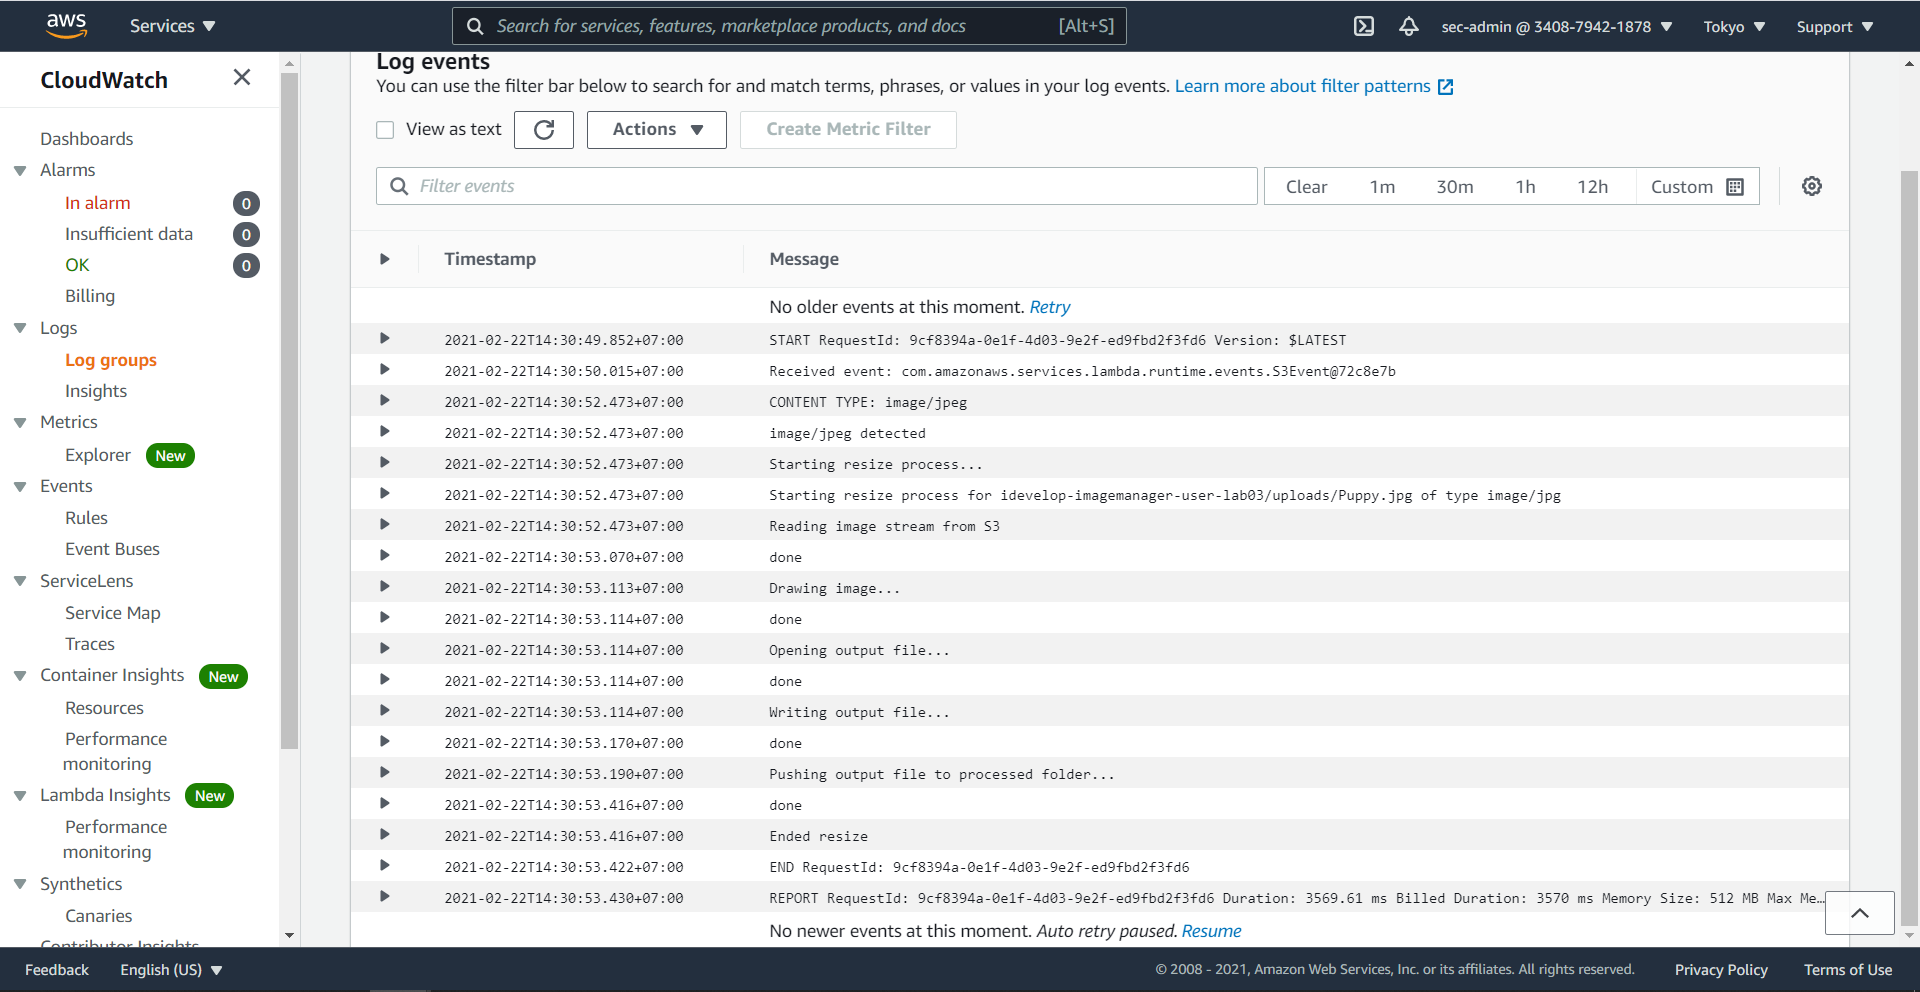 aws
Services
Search for services, features, marketplace products, and docs [Alt+S]
sec-admin @ 3408-7942-1878
Tokyo
Support
CloudWatch
Dashboards
Alarms
In alarm 0
Insufficient data 0
OK 0
Billing
Logs
Log groups
Insights
Metrics
Explorer New
Events
Rules
Event Buses
ServiceLens
Service Map
Traces
Container Insights New
Resources
Performance
monitoring
Lambda Insights New
Performance
monitoring
Synthetics
Canaries
Contributor Insights
Log events
You can use the filter bar below to search for and match terms, phrases, or values in your log events. Learn more about filter patterns
View as text
Actions
Create Metric Filter
Filter events
Clear 1m 30m 1h 12h Custom
Timestamp Message
No older events at this moment. Retry
2021-02-22T14:30:49.852+07:00 START RequestId: 9cf8394a-0e1f-4d03-9e2f-ed9fbd2f3fd6 Version: $LATEST
2021-02-22T14:30:50.015+07:00 Received event: com.amazonaws.services.lambda.runtime.events.S3Event@72c8e7b
2021-02-22T14:30:52.473+07:00 CONTENT TYPE: image/jpeg
2021-02-22T14:30:52.473+07:00 image/jpeg detected
2021-02-22T14:30:52.473+07:00 Starting resize process...
2021-02-22T14:30:52.473+07:00 Starting resize process for idevelop-imagemanager-user-lab03/uploads/Puppy.jpg of type image/jpg
2021-02-22T14:30:52.473+07:00 Reading image stream from S3
2021-02-22T14:30:53.070+07:00 done
2021-02-22T14:30:53.113+07:00 Drawing image...
2021-02-22T14:30:53.114+07:00 done
2021-02-22T14:30:53.114+07:00 Opening output file...
2021-02-22T14:30:53.114+07:00 done
2021-02-22T14:30:53.114+07:00 Writing output file...
2021-02-22T14:30:53.170+07:00 done
2021-02-22T14:30:53.190+07:00 Pushing output file to processed folder...
2021-02-22T14:30:53.416+07:00 done
2021-02-22T14:30:53.416+07:00 Ended resize
2021-02-22T14:30:53.422+07:00 END RequestId: 9cf8394a-0e1f-4d03-9e2f-ed9fbd2f3fd6
2021-02-22T14:30:53.430+07:00 REPORT RequestId: 9cf8394a-0e1f-4d03-9e2f-ed9fbd2f3fd6 Duration: 3569.61 ms Billed Duration: 3570 ms Memory Size: 512 MB Max Me…
No newer events at this moment. Auto retry paused. Resume
Feedback English (US)
© 2008 - 2021, Amazon Web Services, Inc. or its affiliates. All rights reserved. Privacy Policy Terms of Use